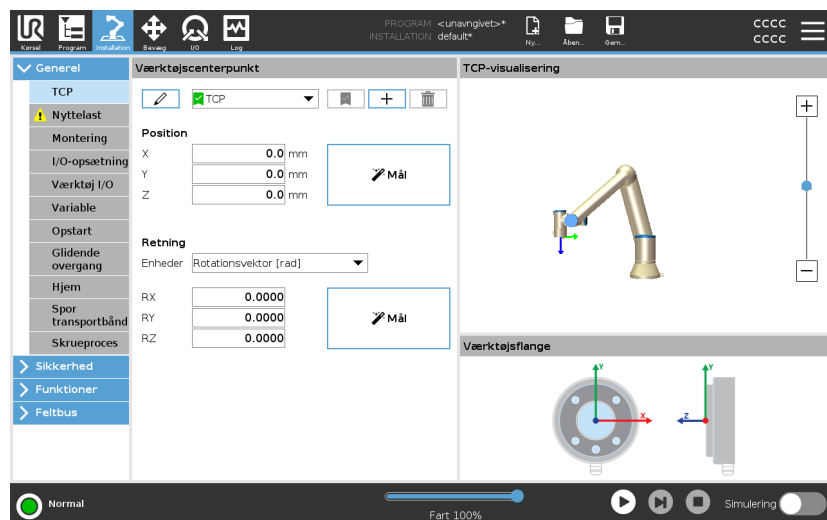 PROGRAM <unavngivet>*
INSTALLATION default*
UR
Kørsel Program Installation Bevæg I/O Log Ny... Åben... Gem...
CCCC
CCCC
Generel
TCP
Nyttelast
Montering
I/O-opsætning
Værktøj I/O
Variable
Opstart
Glidende
overgang
Hjem
Spor
transportbånd
Skrueproces
Sikkerhed
Funktioner
Feltbus
Værktøjscenterpunkt
TCP
Position
X 0.0 mm
Y 0.0 mm
Z 0.0 mm
Mål
Retning
Enheder Rotationsvektor [rad]
RX 0.0000
RY 0.0000
RZ 0.0000
Mål
TCP-visualisering
Værktøjsflange
Y
X
Y
Z
Normal
Fart 100%
Simulering